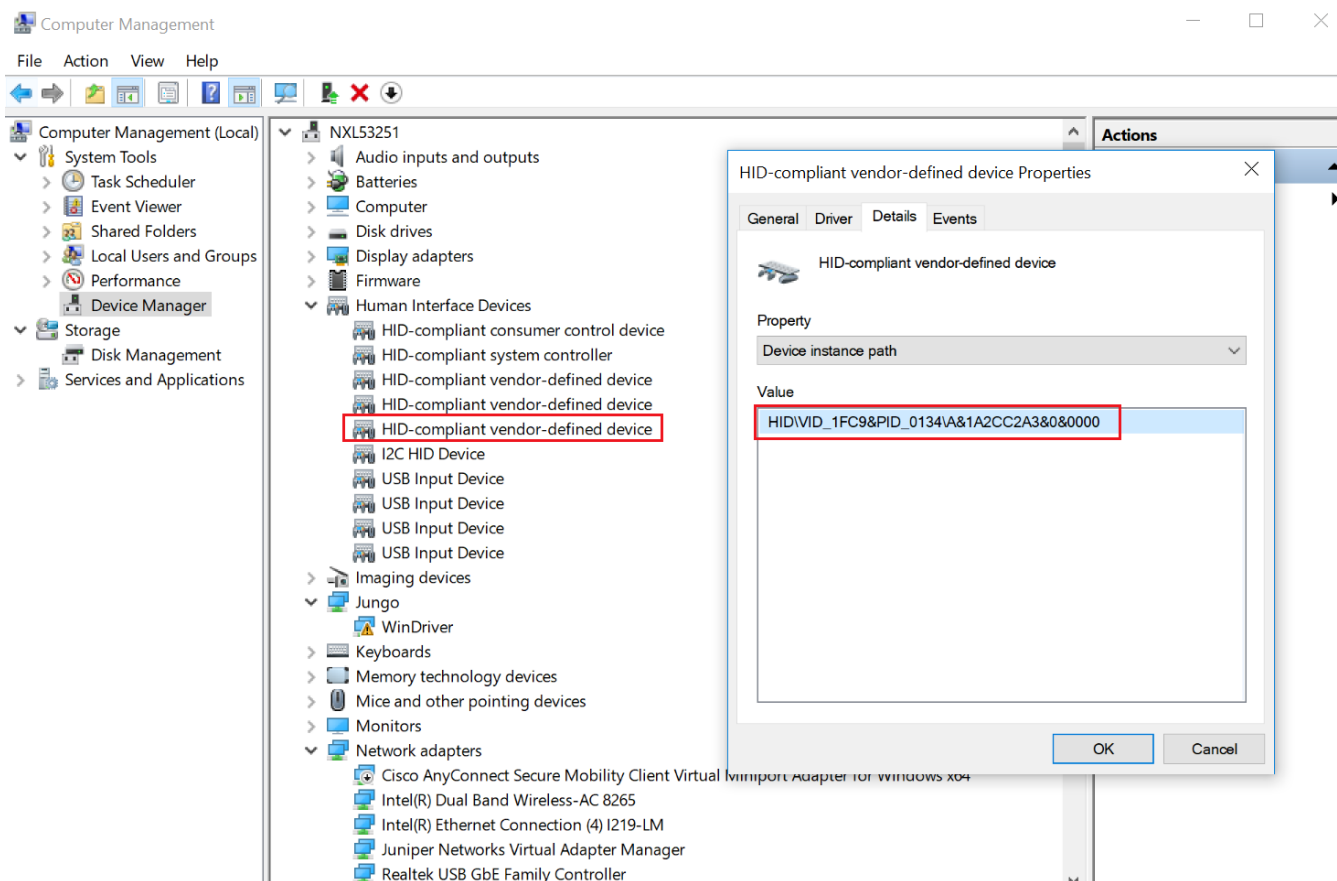 Computer Management
File Action View Help
Computer Management (Local)
System Tools
Task Scheduler
Event Viewer
Shared Folders
Local Users and Groups
Performance
Device Manager
Storage
Disk Management
Services and Applications
NXL53251
Audio inputs and outputs
Batteries
Computer
Disk drives
Display adapters
Firmware
Human Interface Devices
HID-compliant consumer control device
HID-compliant system controller
HID-compliant vendor-defined device
HID-compliant vendor-defined device
HID-compliant vendor-defined device
I2C HID Device
USB Input Device
USB Input Device
USB Input Device
USB Input Device
Imaging devices
Jungo
WinDriver
Keyboards
Memory technology devices
Mice and other pointing devices
Monitors
Network adapters
Cisco AnyConnect Secure Mobility Client Virtual Miniport Adapter for Windows x64
Intel(R) Dual Band Wireless-AC 8265
Intel(R) Ethernet Connection (4) I219-LM
Juniper Networks Virtual Adapter Manager
Realtek USB GbE Family Controller
Actions
HID-compliant vendor-defined device Properties
General Driver Details Events
HID-compliant vendor-defined device
Property
Device instance path
Value
HID\VID_1FC9&PID_0134\A&1A2CC2A3&0&0000
OK Cancel